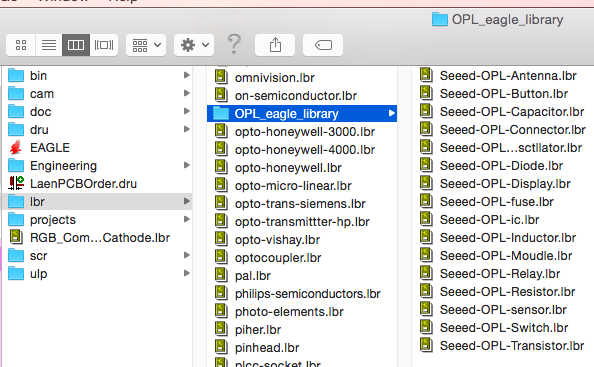 Window Help
OPL_eagle_library
?
bin
cam
doc
dru
EAGLE
Engineering
LaenPCBOrder.dru
lbr
projects
RGB_Com…Cathode.lbr
scr
ulp
omnivision.lbr
on-semiconductor.lbr
OPL_eagle_library
opto-honeywell-3000.lbr
opto-honeywell-4000.lbr
opto-honeywell.lbr
opto-micro-linear.lbr
opto-trans-siemens.lbr
opto-transmittter-hp.lbr
opto-vishay.lbr
optocoupler.lbr
pal.lbr
philips-semiconductors.lbr
photo-elements.lbr
piher.lbr
pinhead.lbr
plcc-socket.lbr
Seeed-OPL-Antenna.lbr
Seeed-OPL-Button.lbr
Seeed-OPL-Capacitor.lbr
Seeed-OPL-Connector.lbr
Seeed-OPL…sctllator.lbr
Seeed-OPL-Diode.lbr
Seeed-OPL-Display.lbr
Seeed-OPL-fuse.lbr
Seeed-OPL-ic.lbr
Seeed-OPL-Inductor.lbr
Seeed-OPL-Moudle.lbr
Seeed-OPL-Relay.lbr
Seeed-OPL-Resistor.lbr
Seeed-OPL-sensor.lbr
Seeed-OPL-Switch.lbr
Seeed-OPL-Transistor.lbr